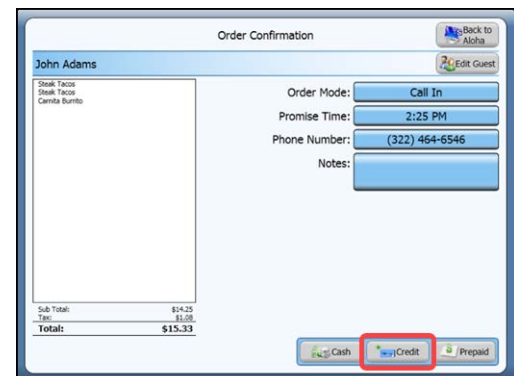 Order Confirmation
Back to
Aloha
John Adams
Edit Guest
Steak Tacos
Steak Tacos
Carnita Burrito
Order Mode:
Call In
Promise Time:
2:25 PM
Phone Number:
(322) 464-6546
Notes:
Sub Total: $14.25
Tax: $1.08
Total: $15.33
Cash
Credit
Prepaid